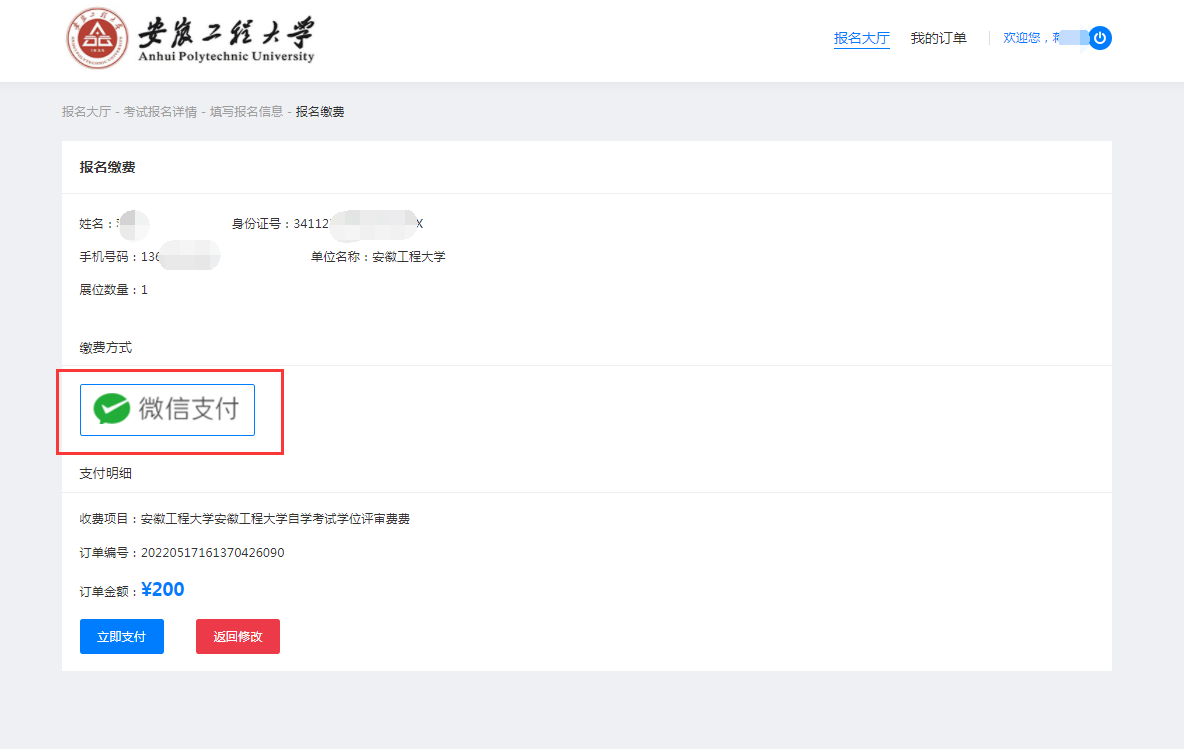 安徽工程大学
Anhui Polytechnic University
报名大厅 我的订单 欢迎您，
报名大厅 - 考试报名详情 - 填写报名信息 - 报名缴费
报名缴费
姓名： 身份证号：34112 X
手机号码：136 单位名称：安徽工程大学
展位数量：1
缴费方式
微信支付
支付明细
收费项目：安徽工程大学安徽工程大学自学考试学位评审费费
订单编号：20220517161370426090
订单金额：¥200
立即支付 返回修改